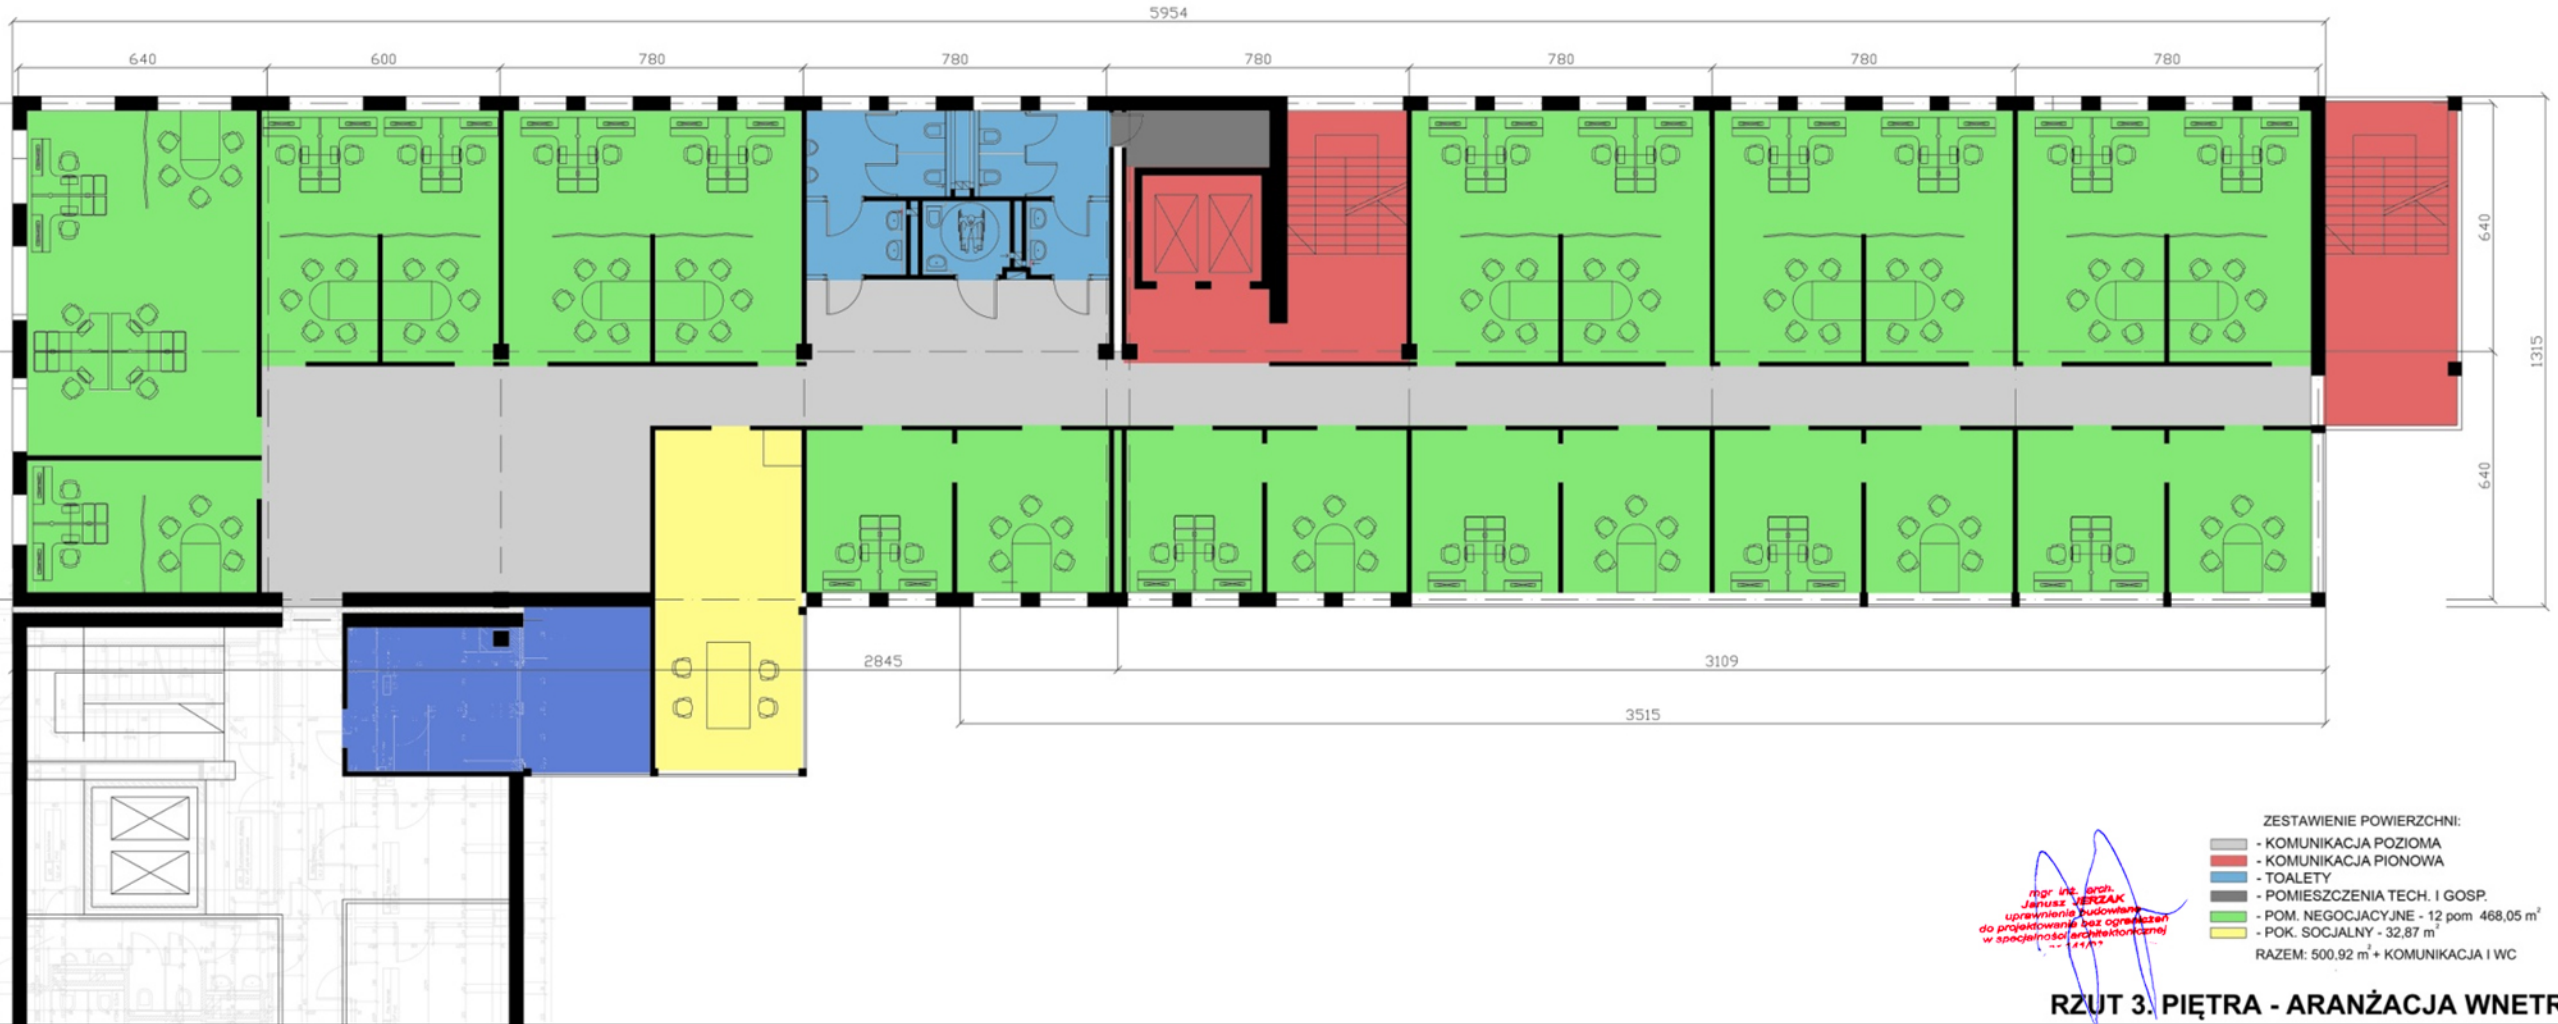 5954
640 600 780 780 780 780 780 780
640
1315
640
2845 3109
3515
ZESTAWIENIE POWIERZCHNI:
- KOMUNIKACJA POZIOMA
- KOMUNIKACJA PIONOWA
- TOALETY
- POMIESZCZENIA TECH. I GOSP.
- POM. NEGOCJACYJNE - 12 pom 468,05 m²
- POK. SOCJALNY - 32,87 m²
RAZEM: 500,92 m² + KOMUNIKACJA I WC
mgr inż. arch.
Janusz JERZAK
uprawnienia budowlane
do projektowania bez ograniczeń
w specjalności architektonicznej
RZUT 3. PIĘTRA - ARANŻACJA WNETR